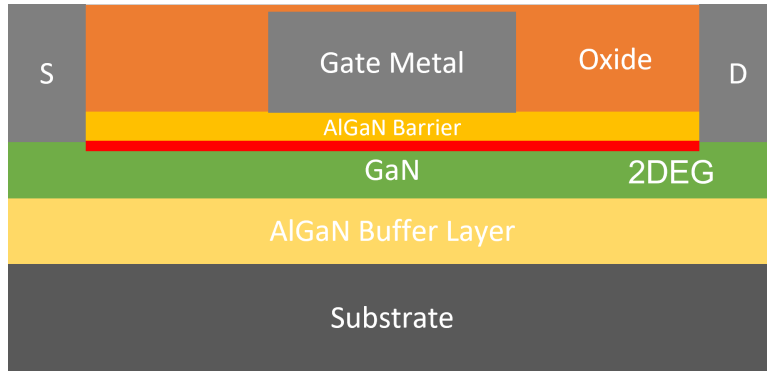 S
Gate Metal
Oxide
D
AlGaN Barrier
GaN
2DEG
AlGaN Buffer Layer
Substrate